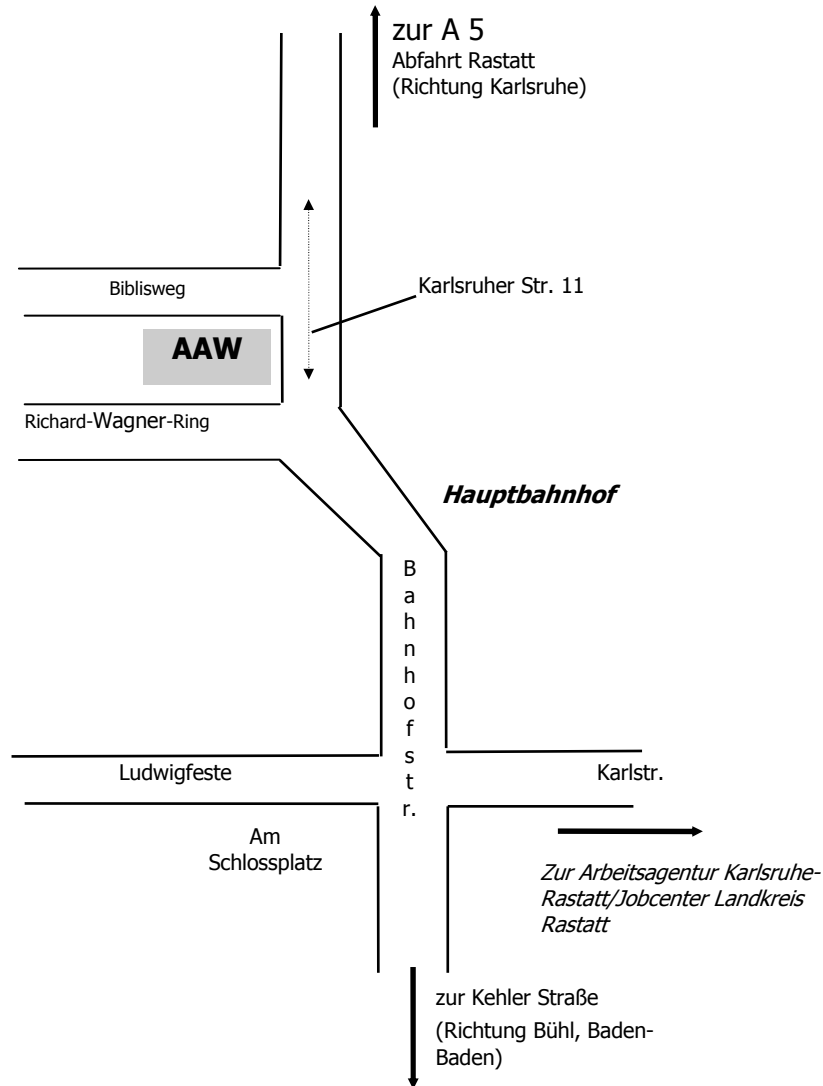 zur A 5
Abfahrt Rastatt
(Richtung Karlsruhe)
Biblisweg
Karlsruher Str. 11
AAW
Richard-Wagner-Ring
Hauptbahnhof
Bahnhofstr.
Ludwigfeste
Karlstr.
Am
Schlossplatz
Zur Arbeitsagentur Karlsruhe-
Rastatt/Jobcenter Landkreis
Rastatt
zur Kehler Straße
(Richtung Bühl, Baden-
Baden)